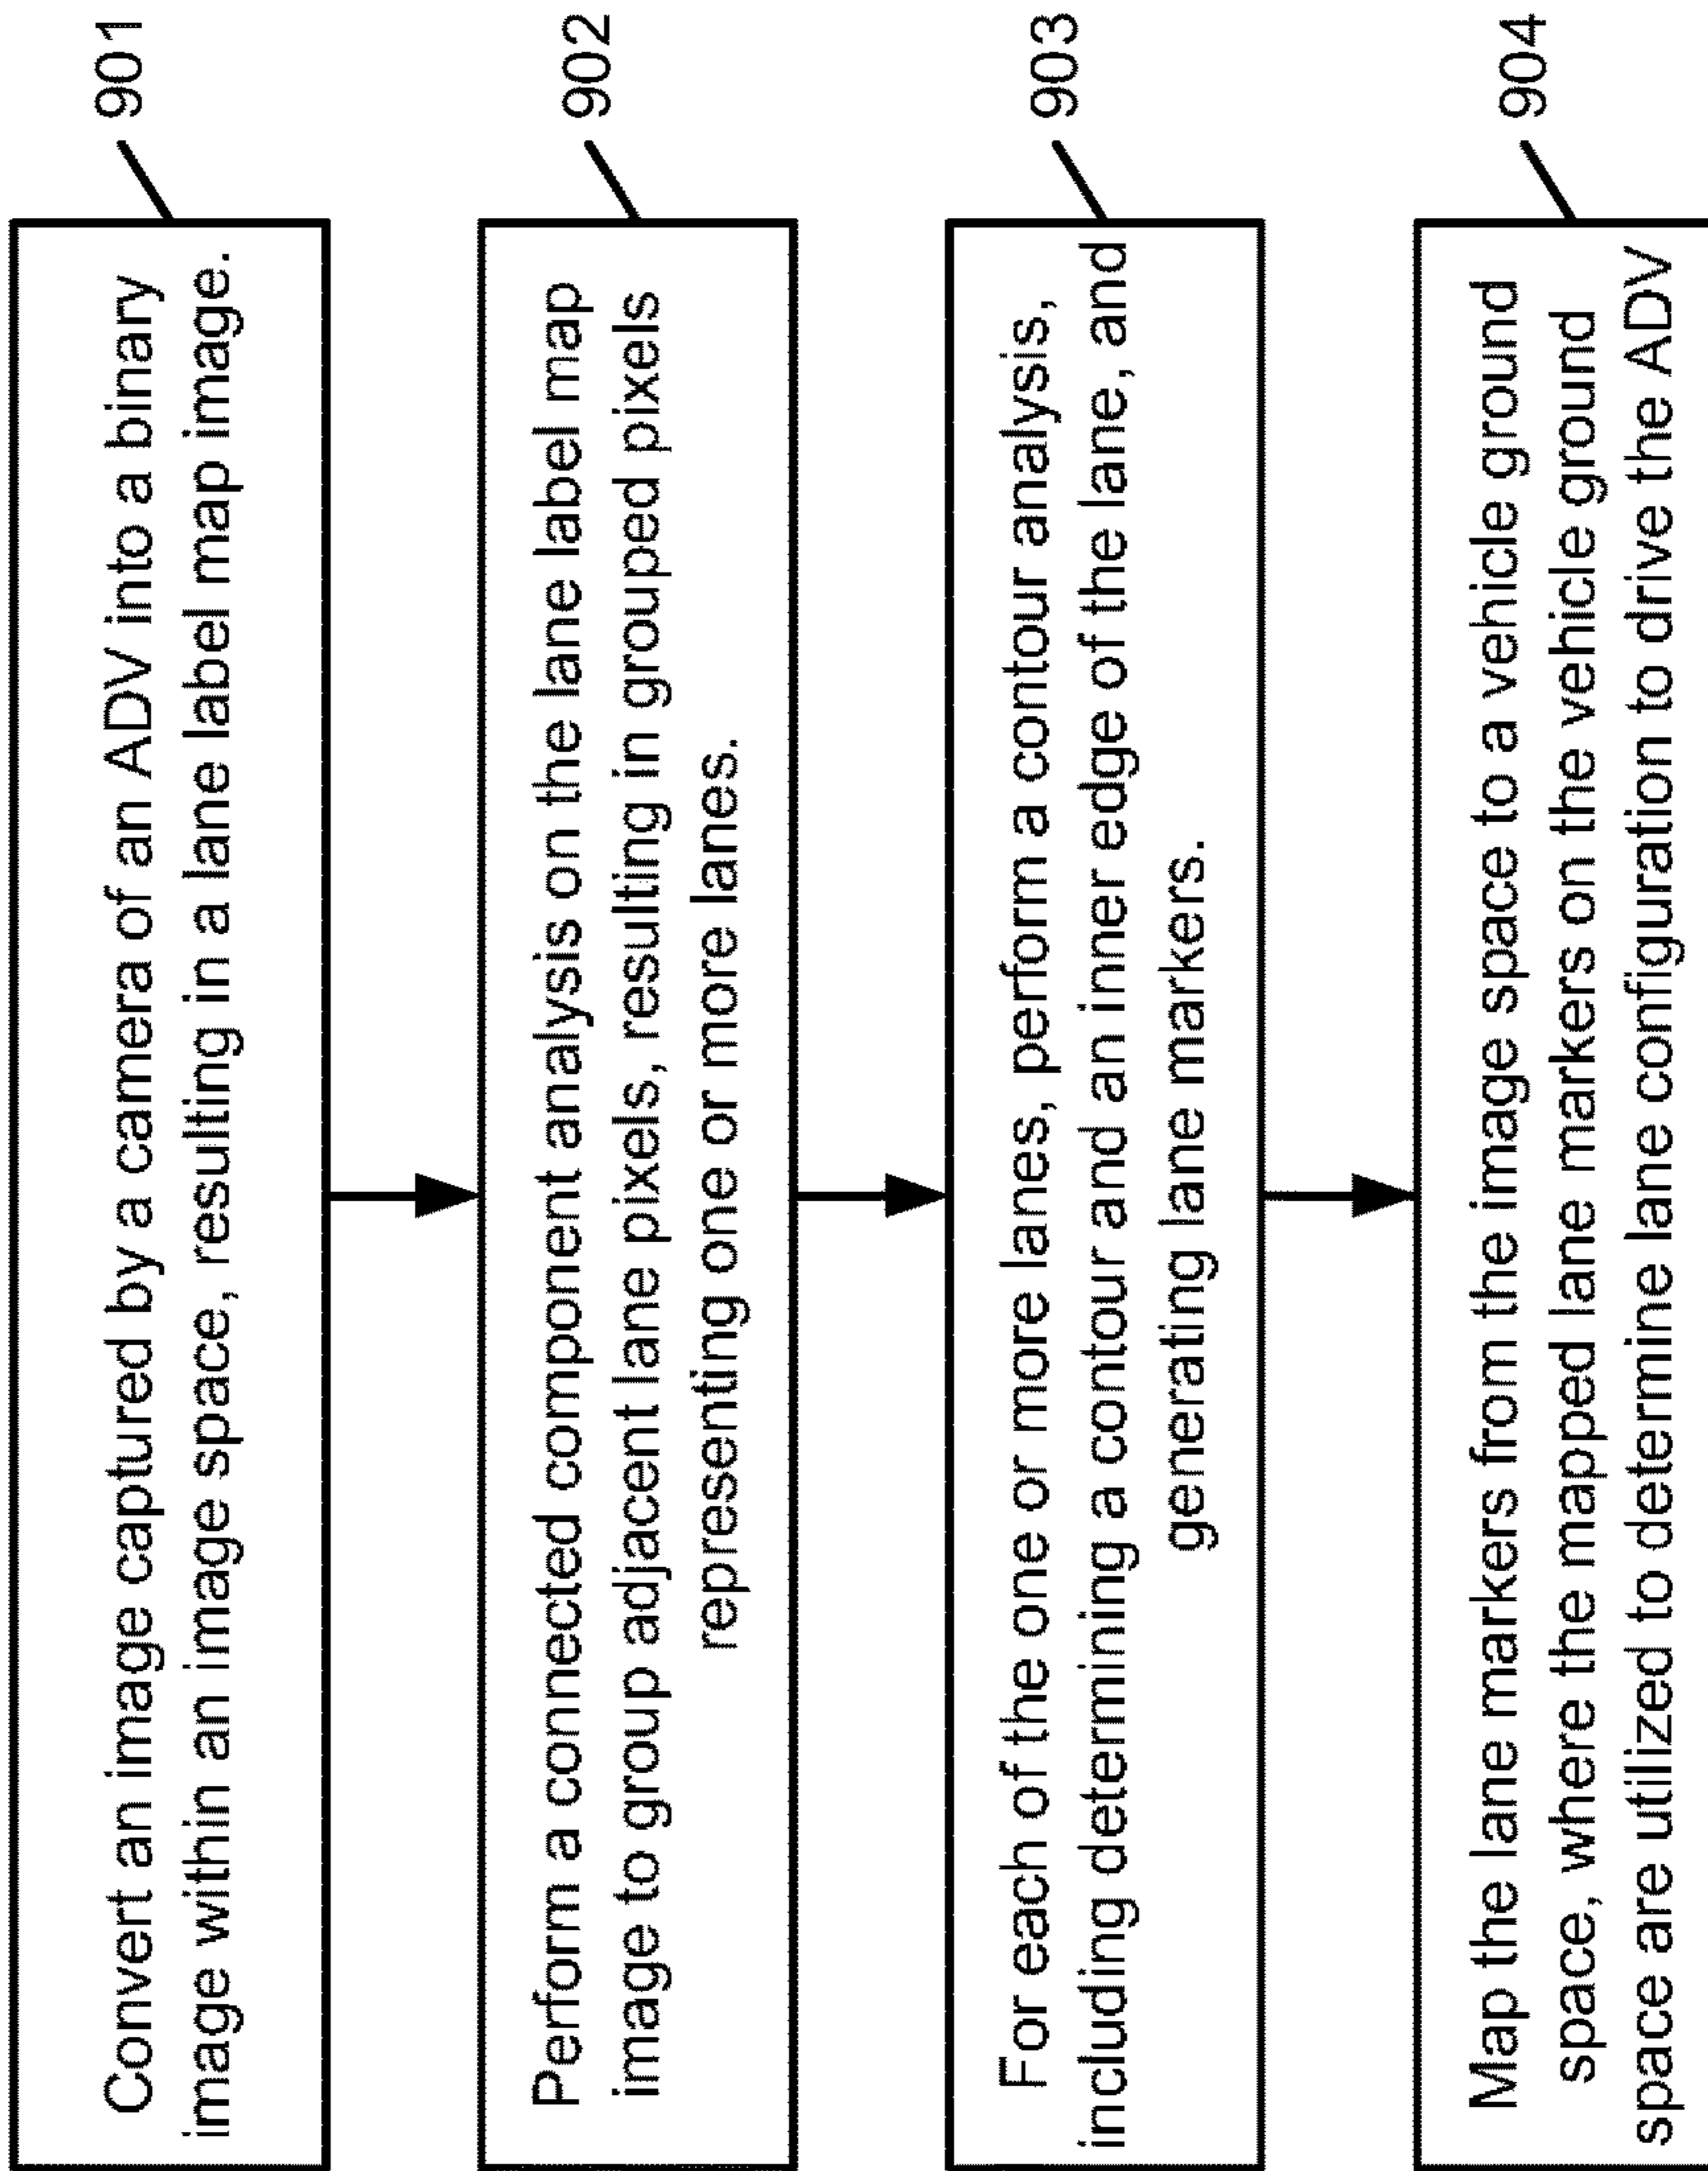 Convert an image captured by a camera of an ADV into a binary
image within an image space, resulting in a lane label map image.
901
Perform a connected component analysis on the lane label map
image to group adjacent lane pixels, resulting in grouped pixels
representing one or more lanes.
902
For each of the one or more lanes, perform a contour analysis,
including determining a contour and an inner edge of the lane, and
generating lane markers.
903
Map the lane markers from the image space to a vehicle ground
space, where the mapped lane markers on the vehicle ground
space are utilized to determine lane configuration to drive the ADV
904